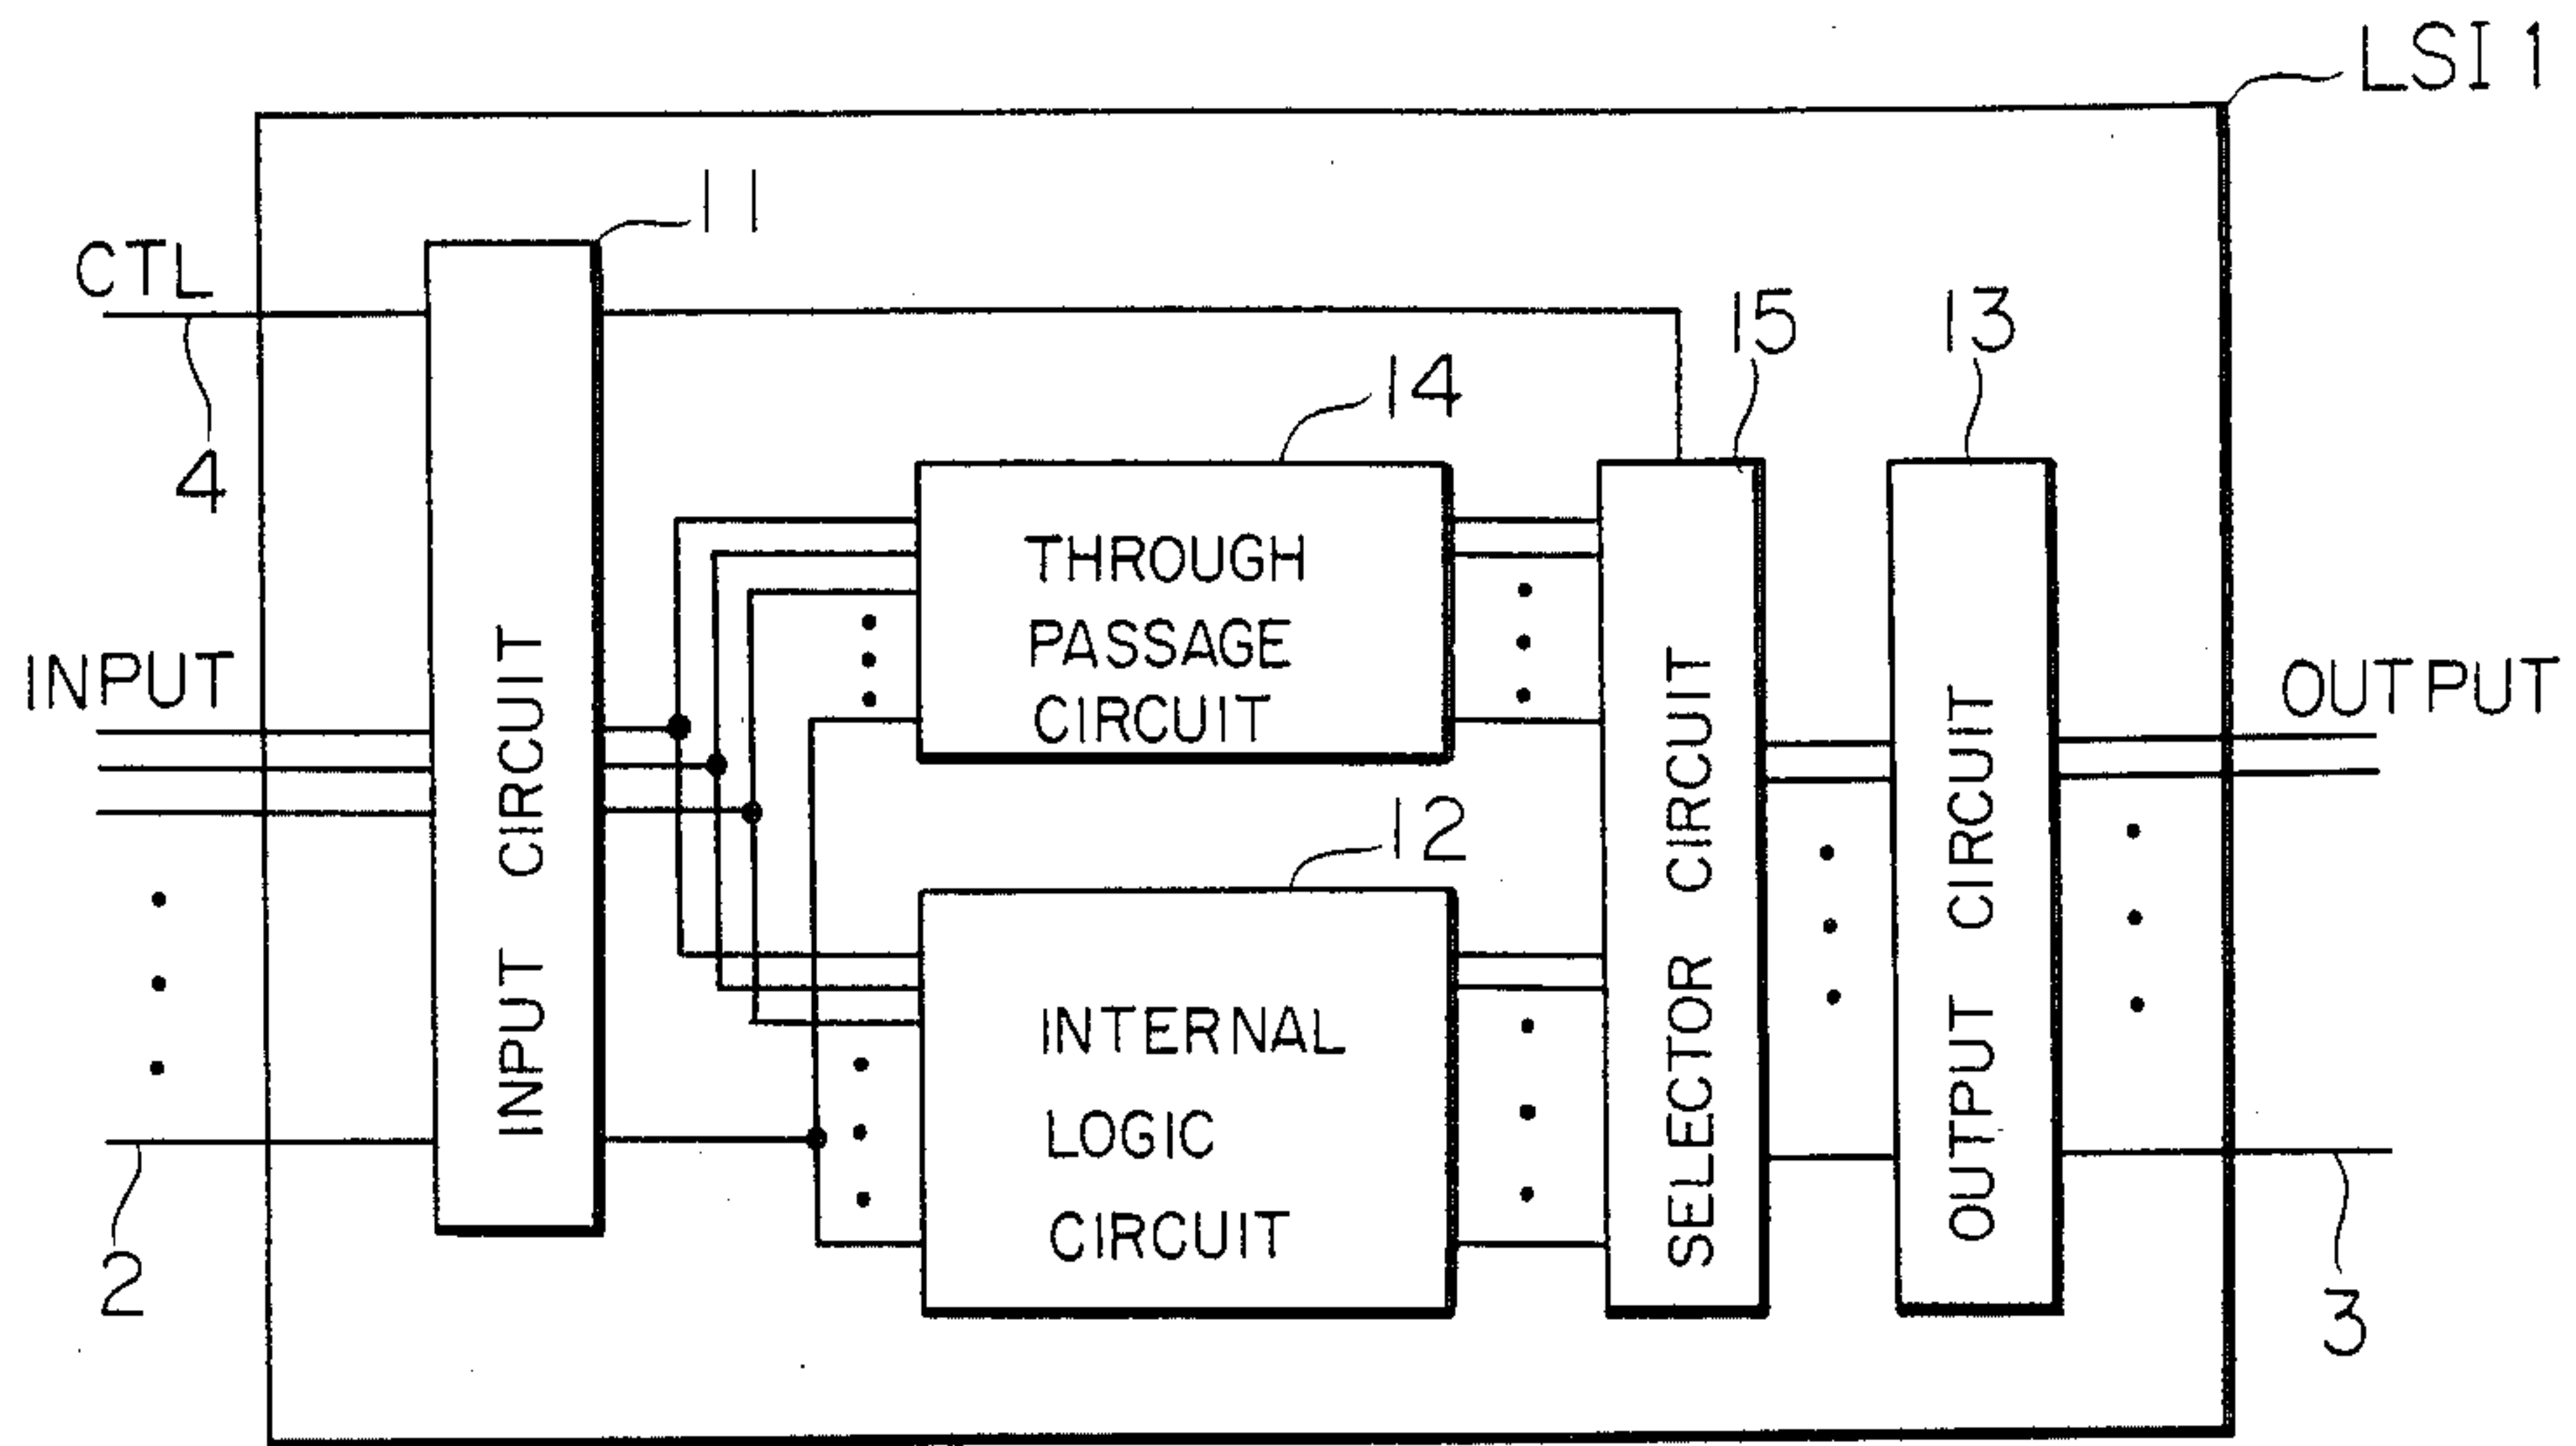 LSI 1
11
CTL
15
13
14
4
THROUGH
PASSAGE
CIRCUIT
INPUT
OUTPUT
INPUT CIRCUIT
SELECTOR CIRCUIT
OUTPUT CIRCUIT
12
INTERNAL
LOGIC
CIRCUIT
2
3